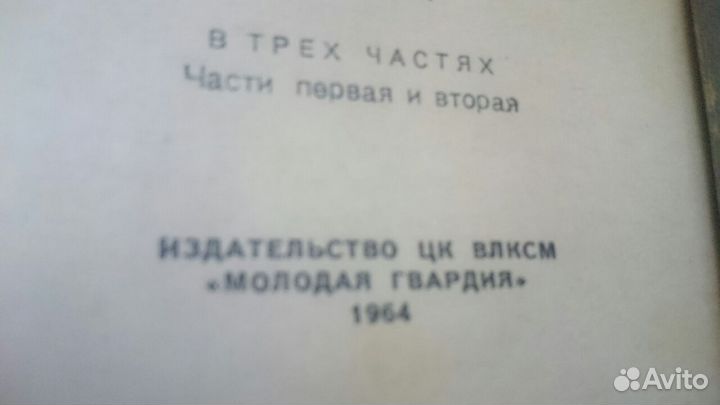 В ТРЕХ ЧАСТЯХ
Части первая и вторая
ИЗДАТЕЛЬСТВО ЦК ВЛКСМ
«МОЛОДАЯ ГВАРДИЯ»
1964
Avito